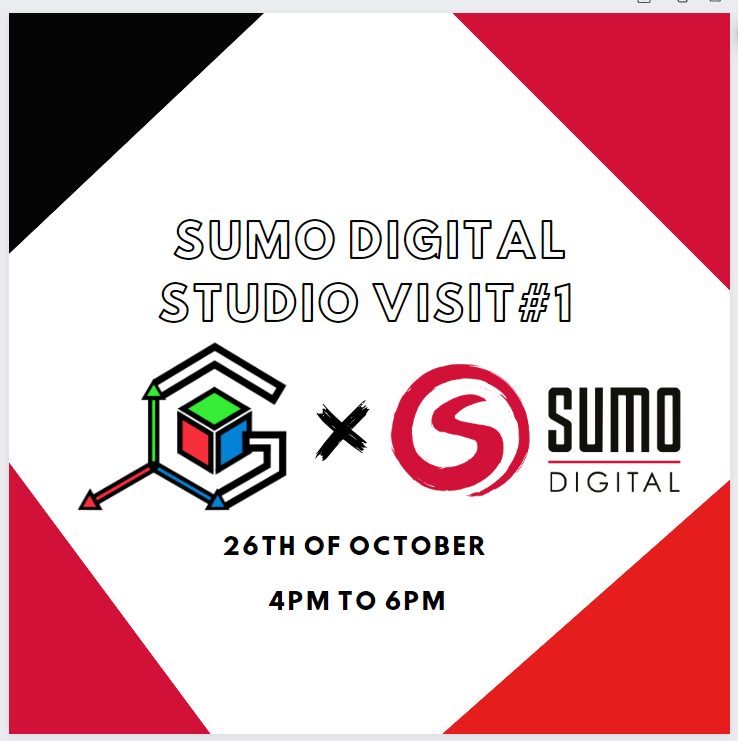 SUMO DIGITAL
STUDIO VISIT#1
SUMO
DIGITAL
26TH OF OCTOBER
4PM TO 6PM